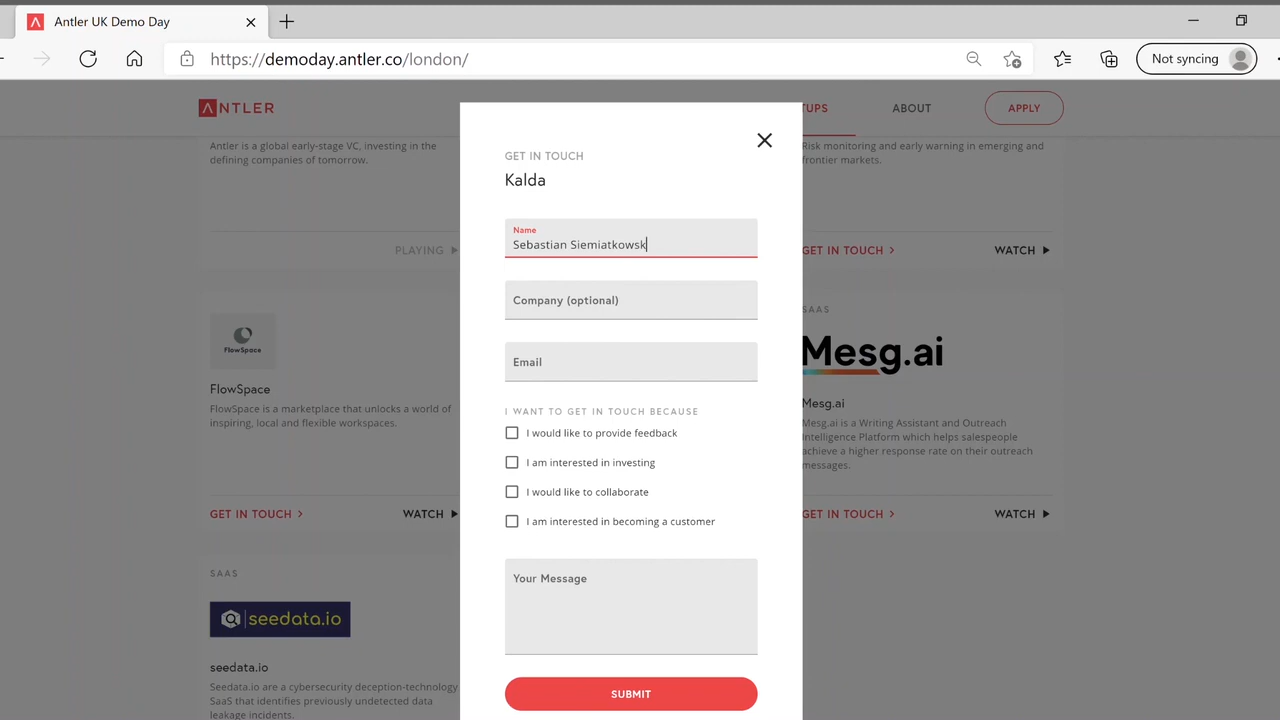 Antler UK Demo Day
https://demoday.antler.co/london/
Not syncing
ANTLER
TUPS
ABOUT
APPLY
Antler is a global early-stage VC, investing in the
defining companies of tomorrow.
PLAYING
Risk monitoring and early warning in emerging and
frontier markets.
GET IN TOUCH
WATCH
FlowSpace
FlowSpace
FlowSpace is a marketplace that unlocks a world of
inspiring, local and flexible workspaces.
GET IN TOUCH
WATCH
SAAS
Mesg.ai
Mesg.ai
Mesg.ai is a Writing Assistant and Outreach
Intelligence Platform which helps salespeople
achieve a higher response rate on their outreach
messages.
GET IN TOUCH
WATCH
SAAS
seedata.io
seedata.io
Seedata.io are a cybersecurity deception-technology
SaaS that identifies previously undetected data
leakage incidents.
GET IN TOUCH
Kalda
Name
Sebastian Siemiatkowsk
Company (optional)
Email
I WANT TO GET IN TOUCH BECAUSE
I would like to provide feedback
I am interested in investing
I would like to collaborate
I am interested in becoming a customer
Your Message
SUBMIT